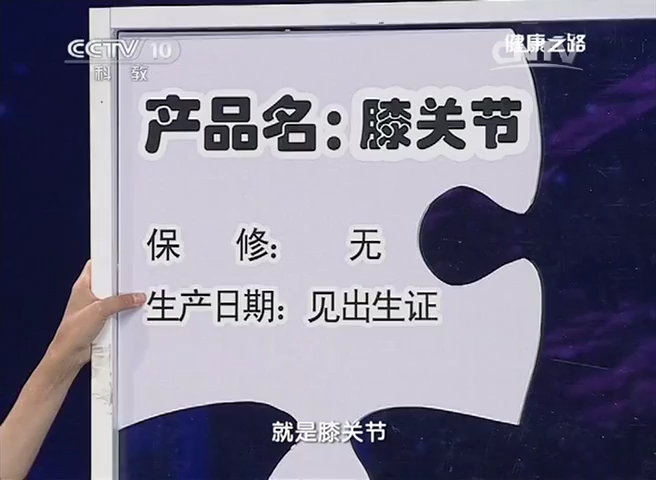 CCTV 10 健康之路
科教 CNTV
产品名：膝关节
保 修： 无
生产日期：见出生证
就是膝关节